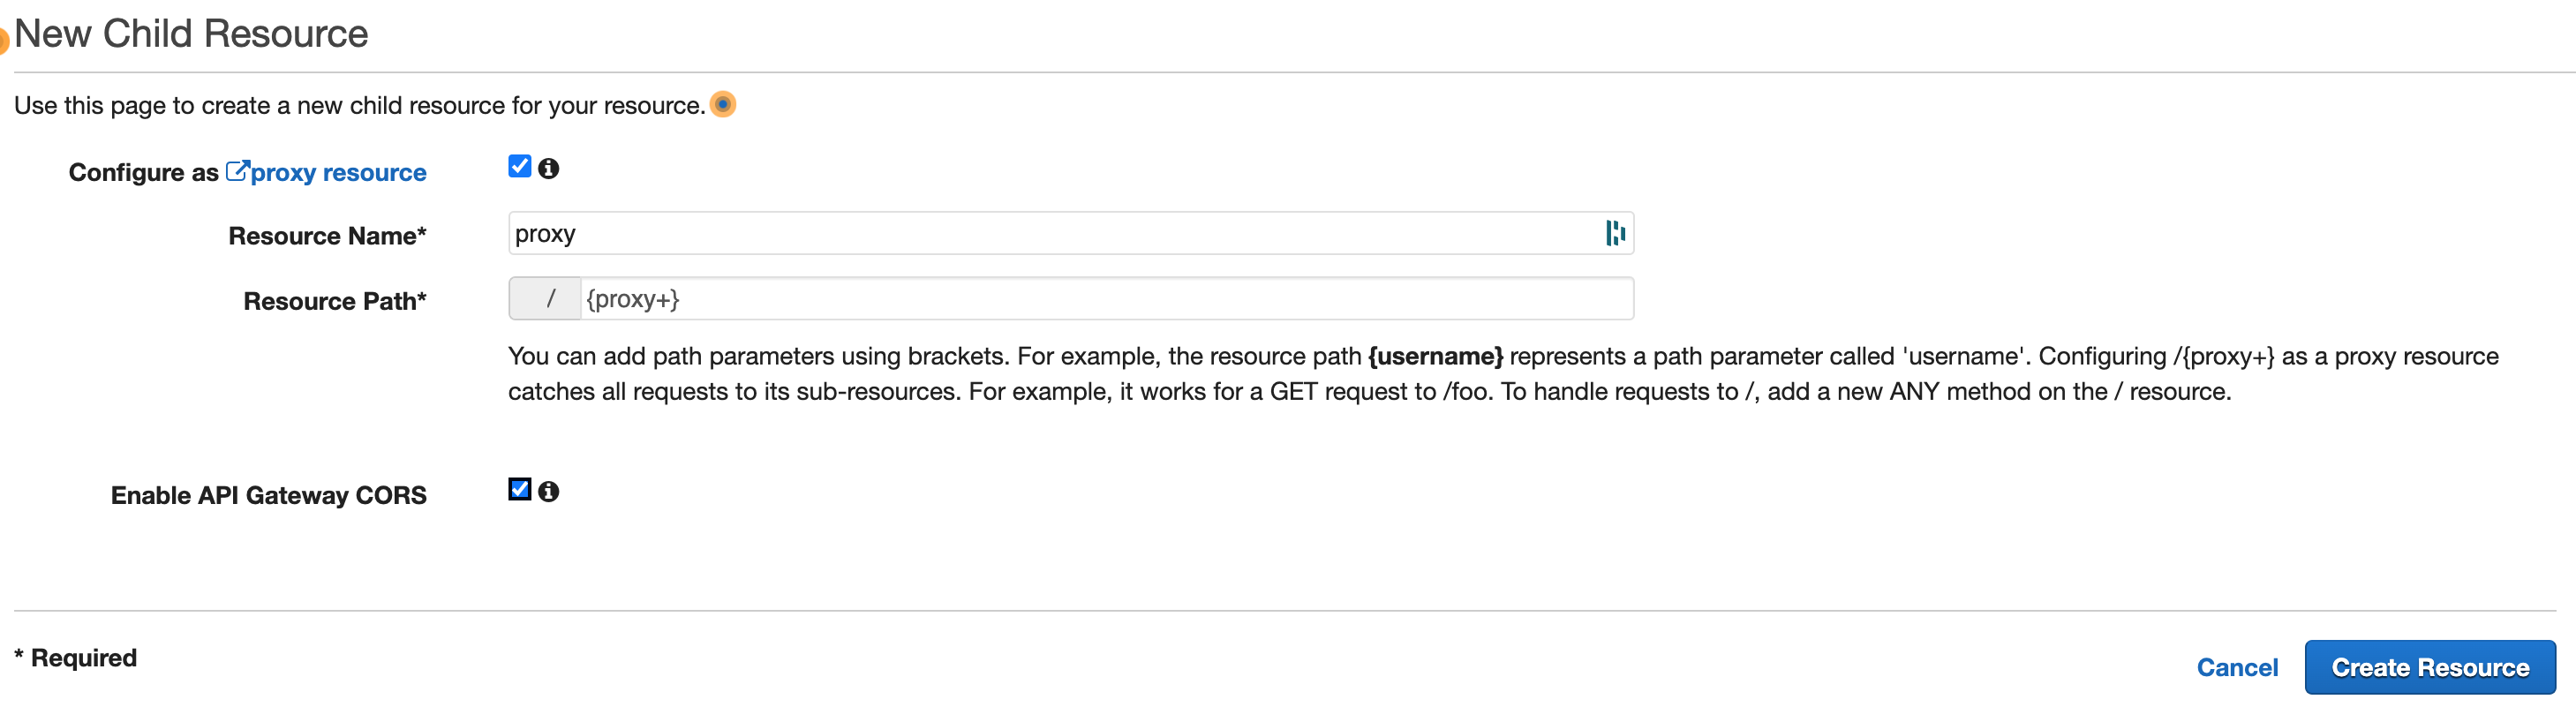 New Child Resource
Use this page to create a new child resource for your resource.
Configure as proxy resource
Resource Name* proxy
Resource Path* / {proxy+}
You can add path parameters using brackets. For example, the resource path {username} represents a path parameter called 'username'. Configuring /{proxy+} as a proxy resource
catches all requests to its sub-resources. For example, it works for a GET request to /foo. To handle requests to /, add a new ANY method on the / resource.
Enable API Gateway CORS
* Required
Cancel Create Resource